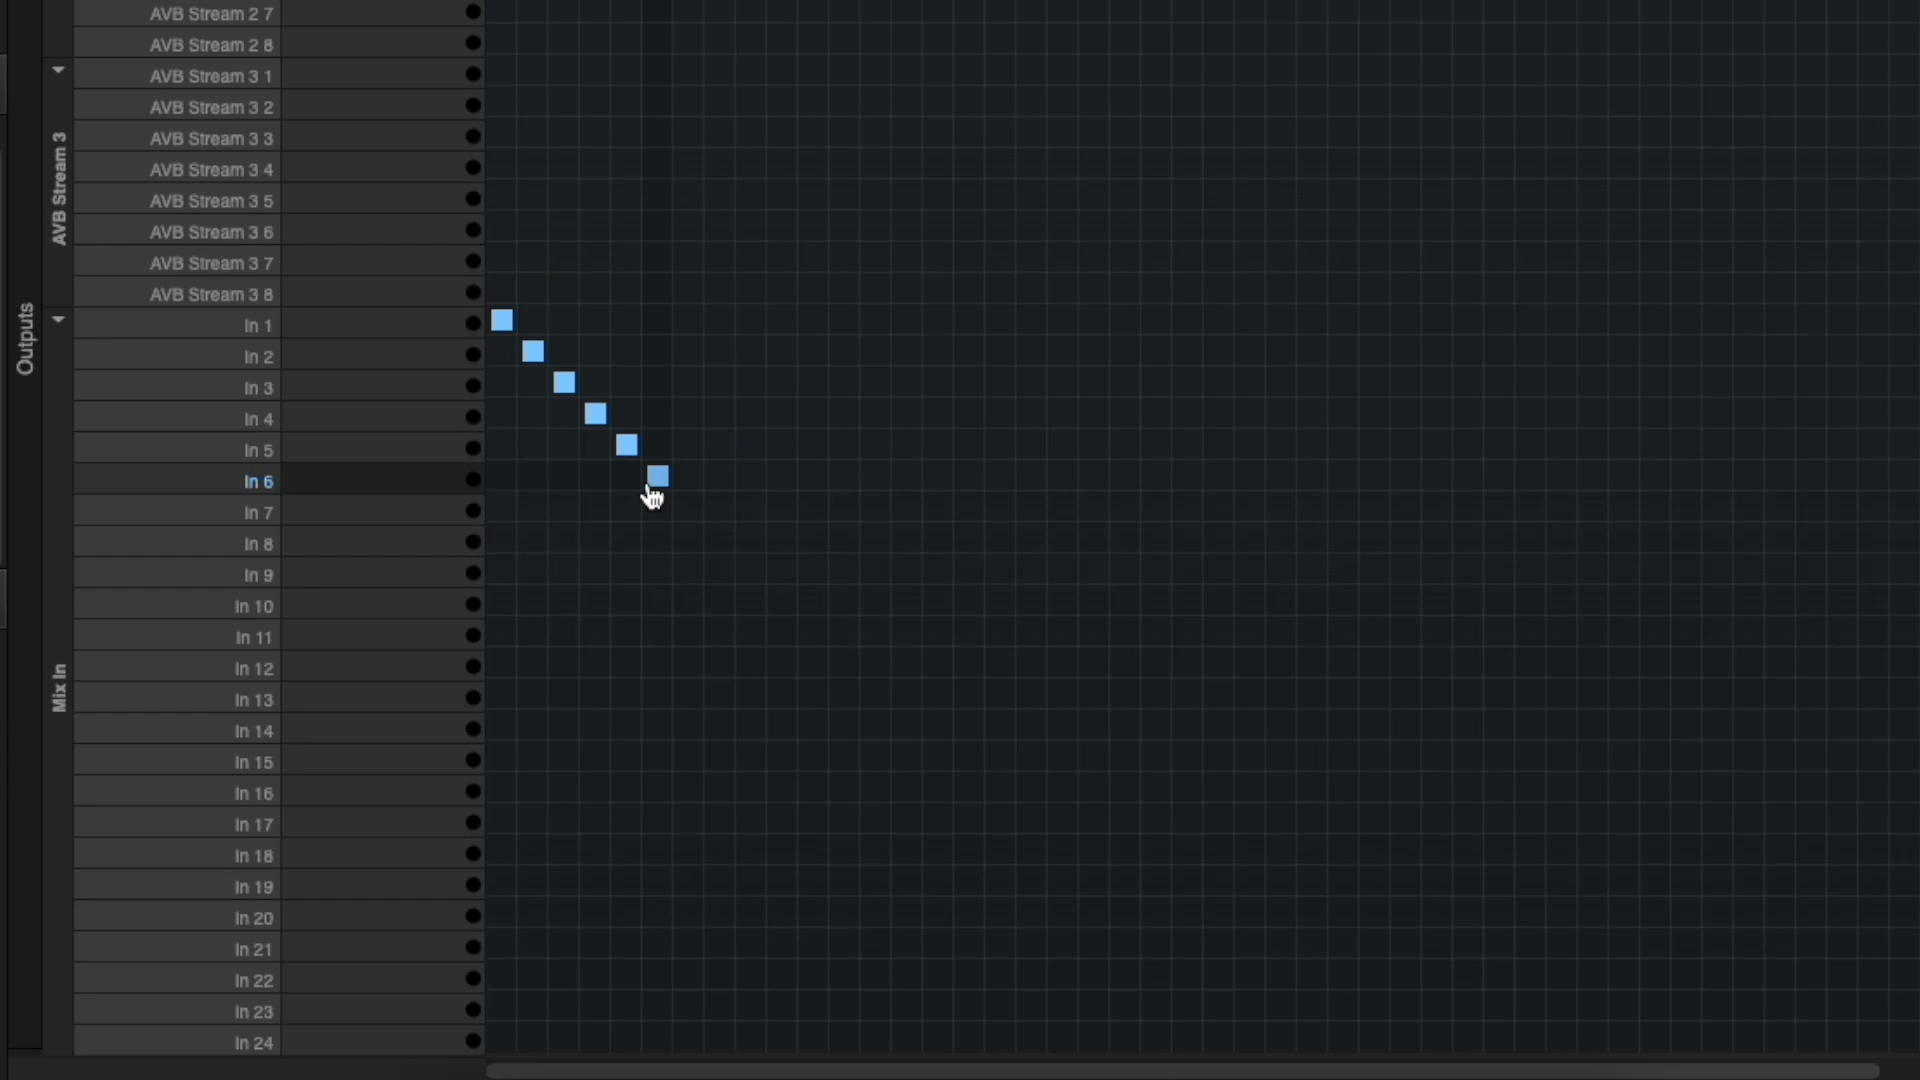 AVB Stream 2 7
AVB Stream 2 8
AVB Stream 3 1
AVB Stream 3 2
AVB Stream 3 3
AVB Stream 3 4
AVB Stream 3 5
AVB Stream 3 6
AVB Stream 3 7
AVB Stream 3 8
AVB Stream 3
Outputs
In 1
In 2
In 3
In 4
In 5
In 6
In 7
In 8
In 9
In 10
In 11
In 12
In 13
In 14
In 15
In 16
In 17
In 18
In 19
In 20
In 21
In 22
In 23
In 24
Mix In